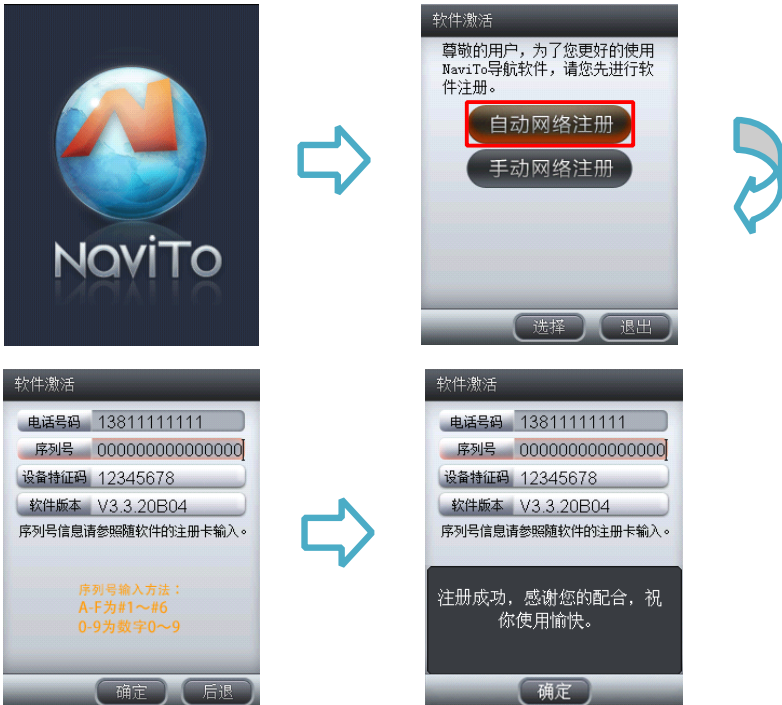 NaviTo
软件激活
尊敬的用户，为了您更好的使用
NaviTo导航软件，请您先进行软
件注册。
自动网络注册
手动网络注册
选择 退出
软件激活
电话号码 13811111111
序列号 000000000000000
设备特征码 12345678
软件版本 V3.3.20B04
序列号信息请参照随软件的注册卡输入。
序列号输入方法：
A-F为#1～#6
0-9为数字0～9
确定 后退
软件激活
电话号码 13811111111
序列号 000000000000000
设备特征码 12345678
软件版本 V3.3.20B04
序列号信息请参照随软件的注册卡输入。
注册成功，感谢您的配合，祝
你使用愉快。
确定